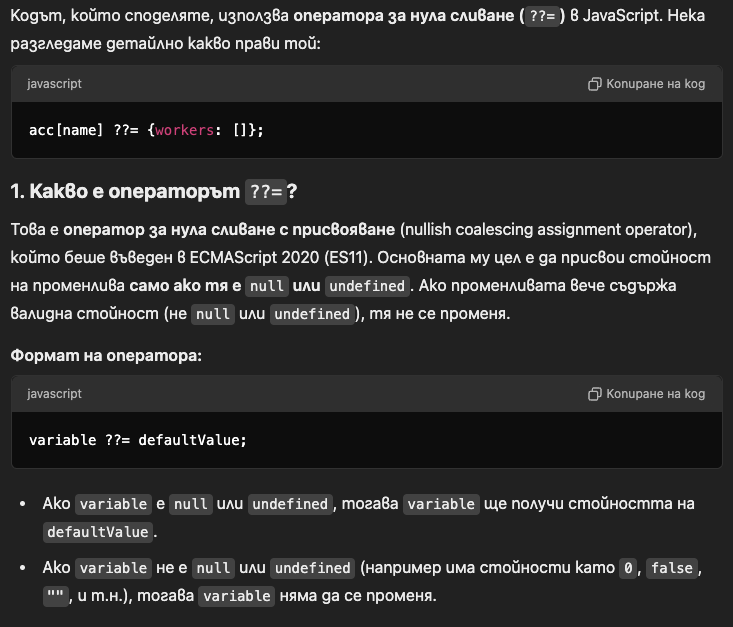 Кодът, който споделяте, използва оператора за нула сливане (??=) в JavaScript. Нека
разгледаме детайлно какво прави той:
javascript Копиране на код
acc[name] ??= {workers: []};
1. Какво е операторът ??=?
Това е оператор за нула сливане с присвояване (nullish coalescing assignment operator),
който беше въведен в ECMAScript 2020 (ES11). Основната му цел е да присвои стойност
на променлива само ако тя е null или undefined. Ако променливата вече съдържа
валидна стойност (не null или undefined), тя не се променя.
Формат на оператора:
javascript Копиране на код
variable ??= defaultValue;
• Ако variable е null или undefined, тогава variable ще получи стойността на
defaultValue.
• Ако variable не е null или undefined (например има стойности като 0, false,
"", и т.н.), тогава variable няма да се променя.